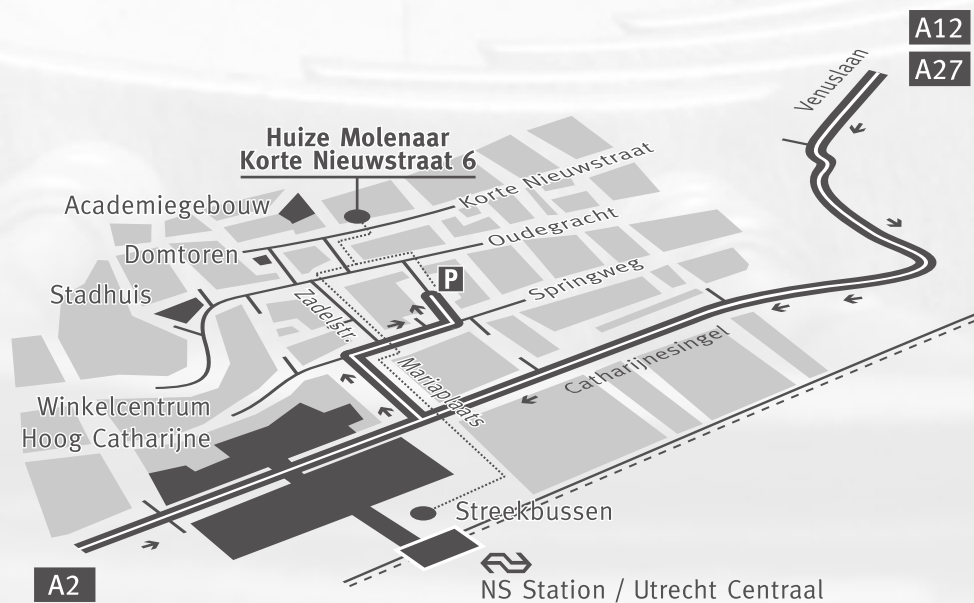 A12
A27
Venuslaan
Huize Molenaar
Korte Nieuwstraat 6
Korte Nieuwstraat
Academiegebouw
Oudegracht
Domtoren
P
Springweg
Stadhuis
Zadelstr.
Catharijnesingel
Mariaplaats
Winkelcentrum
Hoog Catharijne
Streekbussen
A2
NS Station / Utrecht Centraal